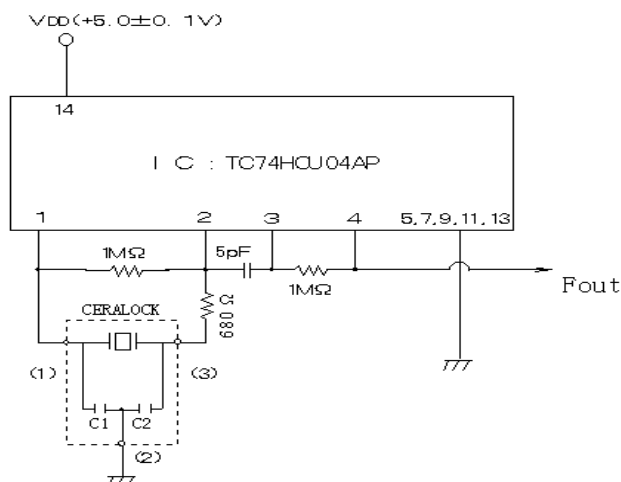 VDD(+5.0±0.1V)
14
IC : TC74HCU04AP
1 2 3 4 5,7,9,11,13
1MΩ 5pF 1MΩ
680Ω
Fout
CERALOCK
(1) (3)
C1 C2
(2)